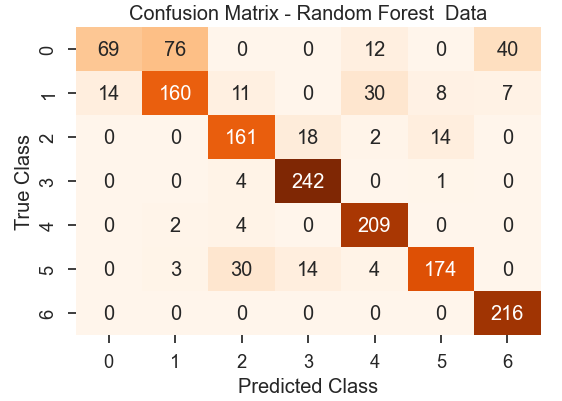 Confusion Matrix - Random Forest  Data
True Class
0 69 76 0 0 12 0 40
1 14 160 11 0 30 8 7
2 0 0 161 18 2 14 0
3 0 0 4 242 0 1 0
4 0 2 4 0 209 0 0
5 0 3 30 14 4 174 0
6 0 0 0 0 0 0 216
0 1 2 3 4 5 6
Predicted Class